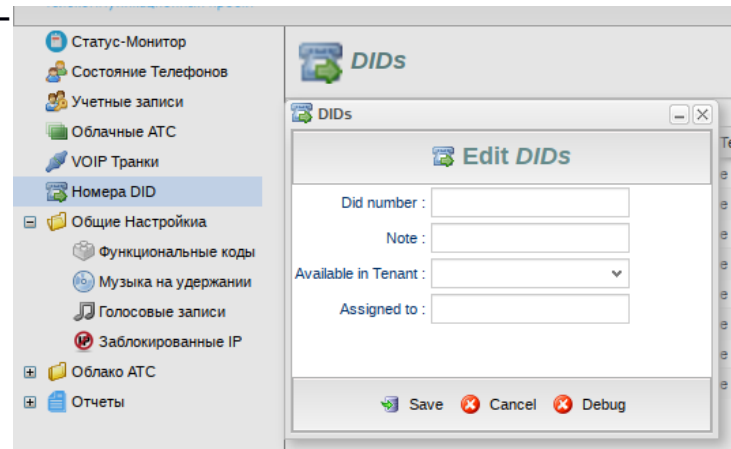 Статус-Монитор
Состояние Телефонов
Учетные записи
Облачные АТС
VOIP Транки
Номера DID
Общие Настройкиа
Функциональные коды
Музыка на удержании
Голосовые записи
Заблокированные IP
Облако АТС
Отчеты
DIDs
DIDs
Edit DIDs
Did number :
Note :
Available in Tenant :
Assigned to :
Save Cancel Debug